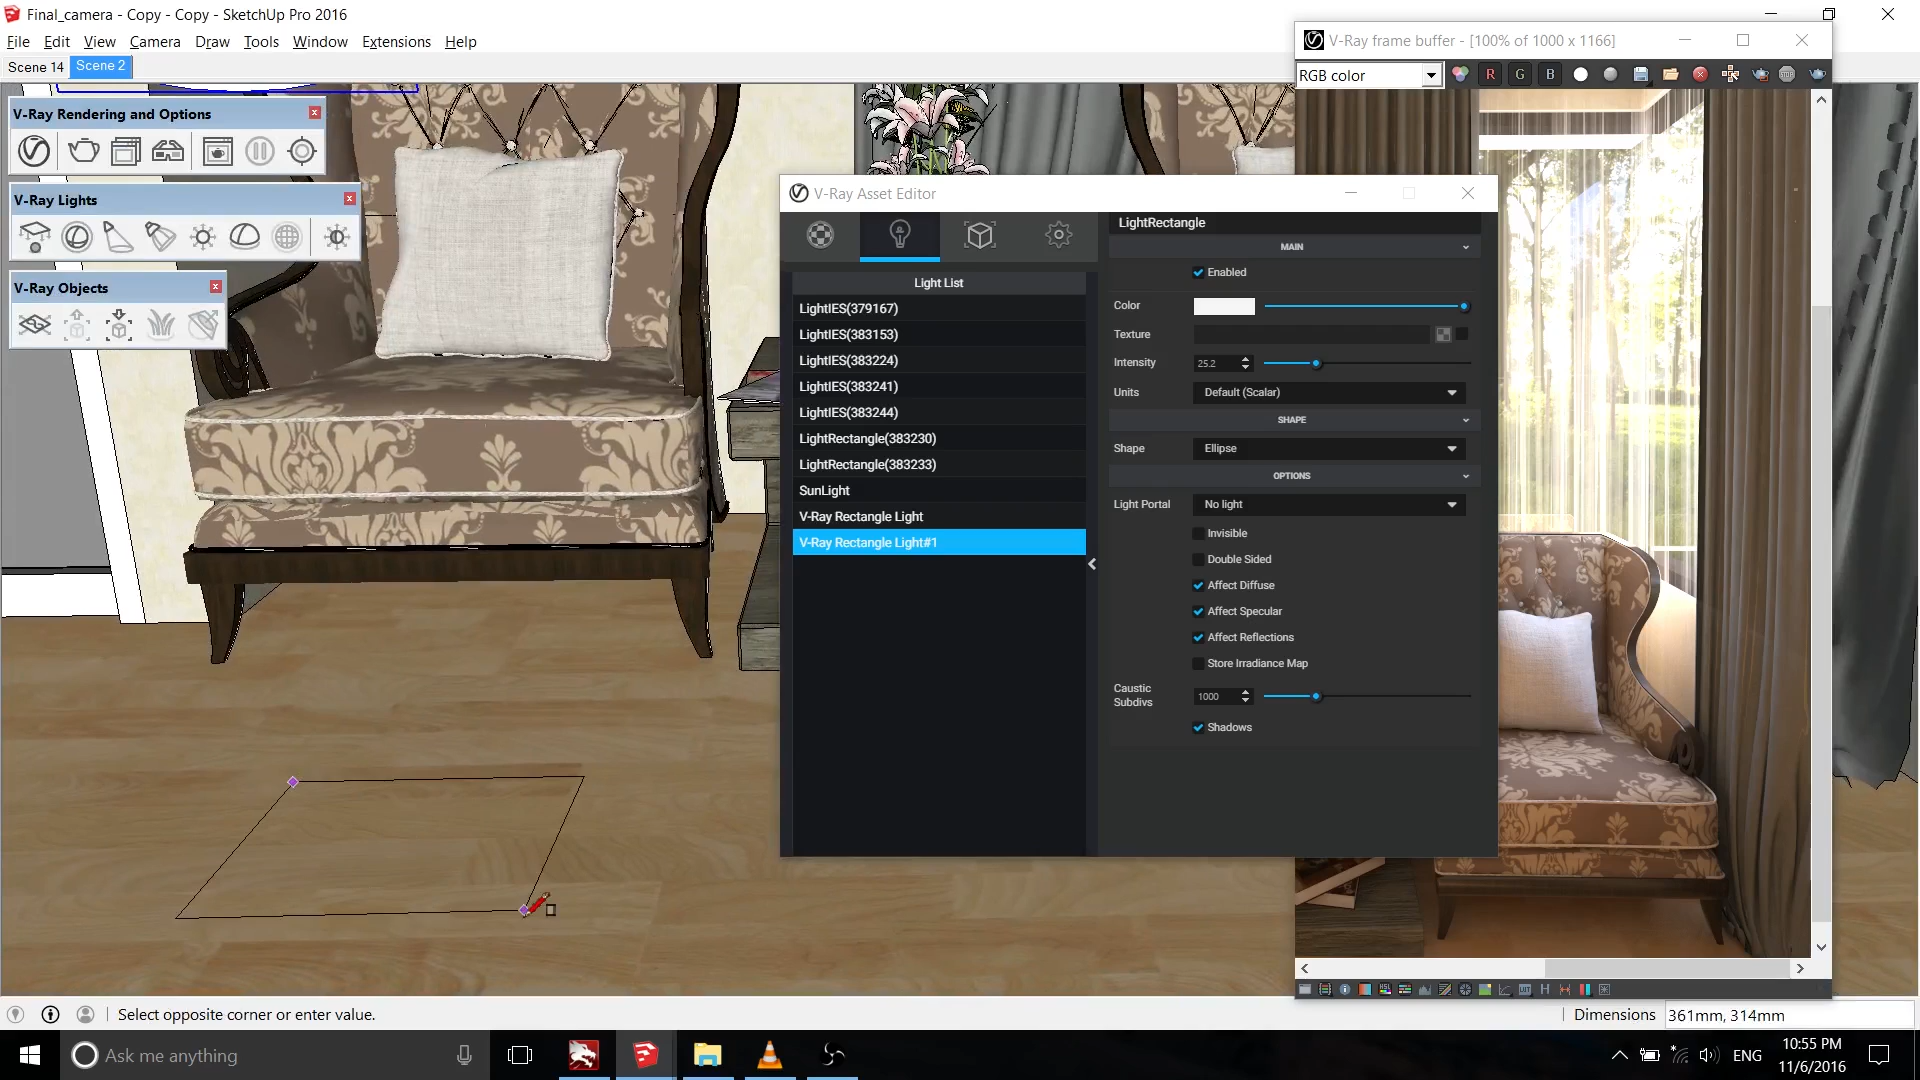 Final_camera - Copy - Copy - SketchUp Pro 2016
File Edit View Camera Draw Tools Window Extensions Help
Scene 14 Scene 2
V-Ray Rendering and Options
V-Ray Lights
V-Ray Objects
V-Ray Asset Editor
Light List
LightIES(379167)
LightIES(383153)
LightIES(383224)
LightIES(383241)
LightIES(383244)
LightRectangle(383230)
LightRectangle(383233)
SunLight
V-Ray Rectangle Light
V-Ray Rectangle Light#1
LightRectangle
MAIN
Enabled
Color
Texture
Intensity 25.2
Units Default (Scalar)
SHAPE
Shape Ellipse
OPTIONS
Light Portal No light
Invisible
Double Sided
Affect Diffuse
Affect Specular
Affect Reflections
Store Irradiance Map
Caustic
Subdivs 1000
Shadows
V-Ray frame buffer - [100% of 1000 x 1166]
RGB color R G B
Select opposite corner or enter value.
Dimensions 361mm, 314mm
Ask me anything
ENG
10:55 PM
11/6/2016